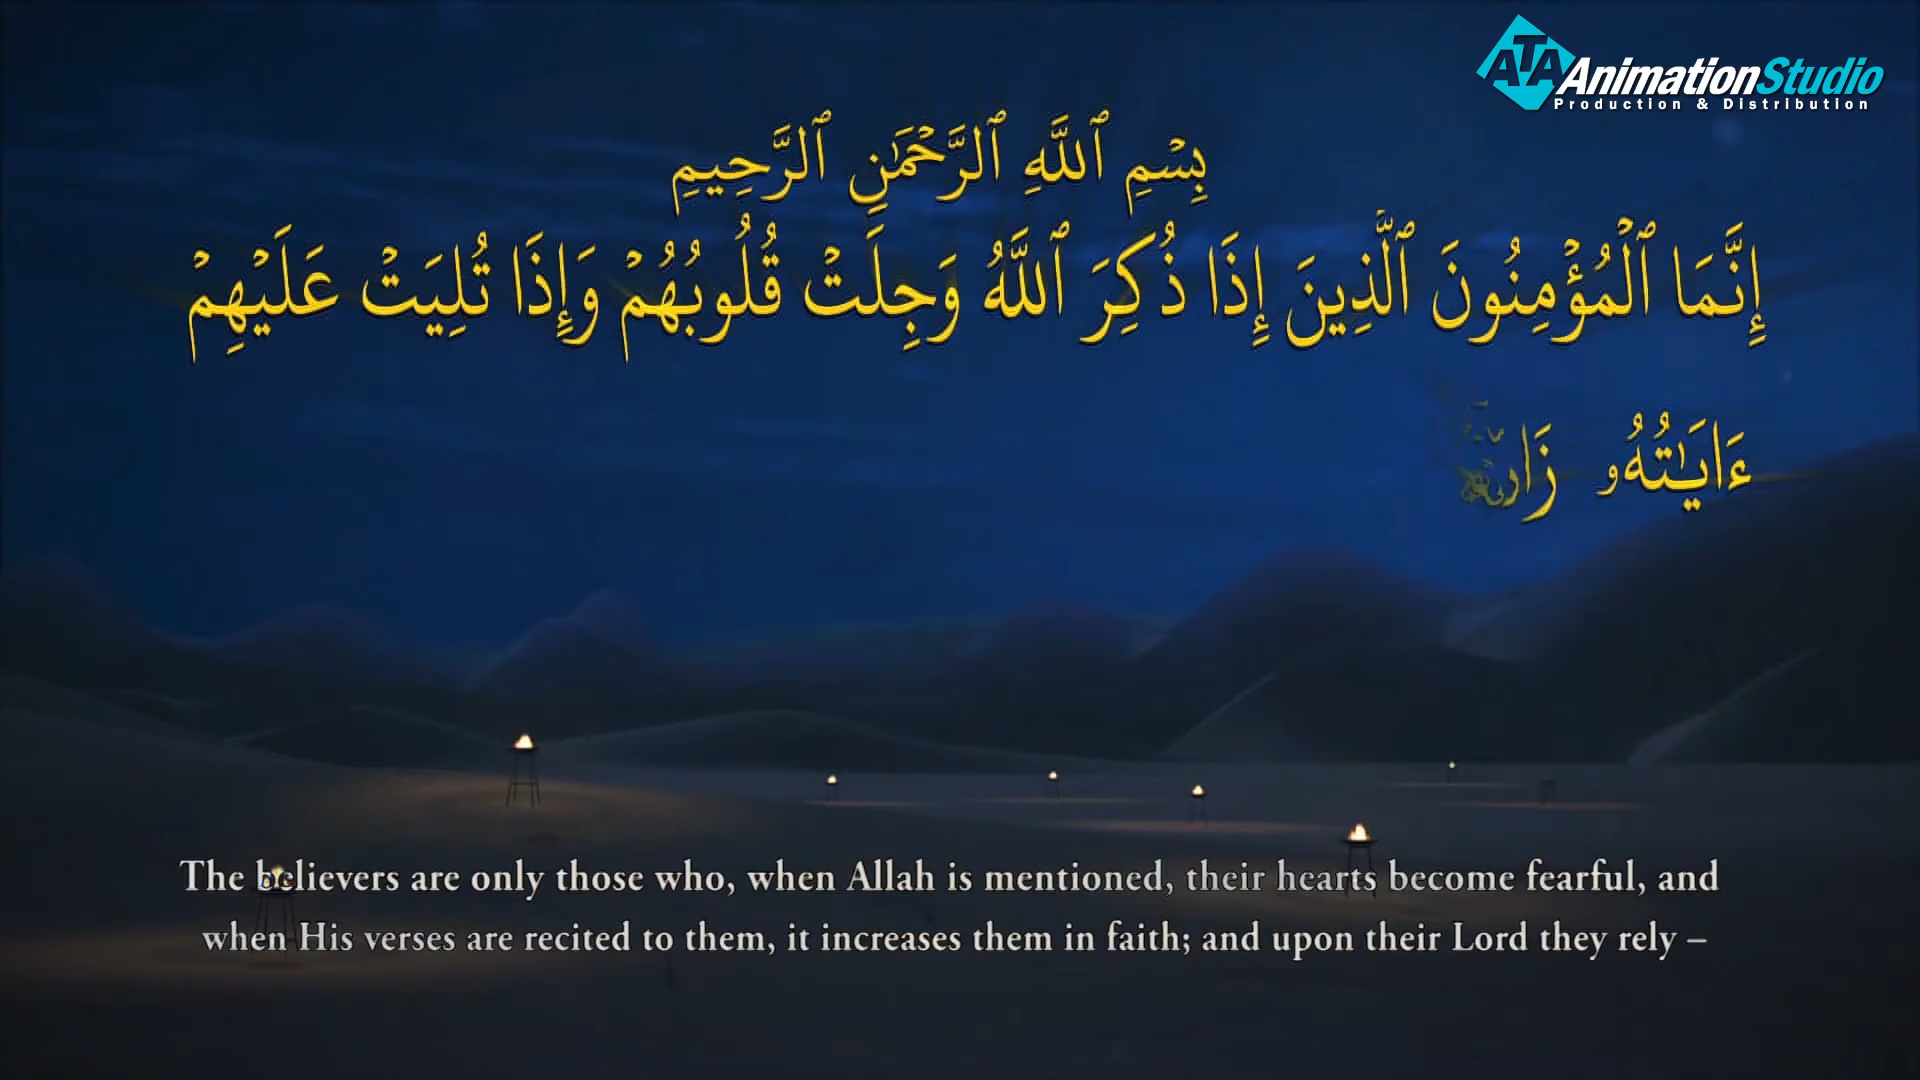 ATA AnimationStudio
Production & Distribution
بِسْمِ ٱللَّهِ ٱلرَّحْمَٰنِ ٱلرَّحِيمِ
إِنَّمَا ٱلْمُؤْمِنُونَ ٱلَّذِينَ إِذَا ذُكِرَ ٱللَّهُ وَجِلَتْ قُلُوبُهُمْ وَإِذَا تُلِيَتْ عَلَيْهِمْ
ءَايَـٰتُهُۥ
The believers are only those who, when Allah is mentioned, their hearts become fearful, and
when His verses are recited to them, it increases them in faith; and upon their Lord they rely –